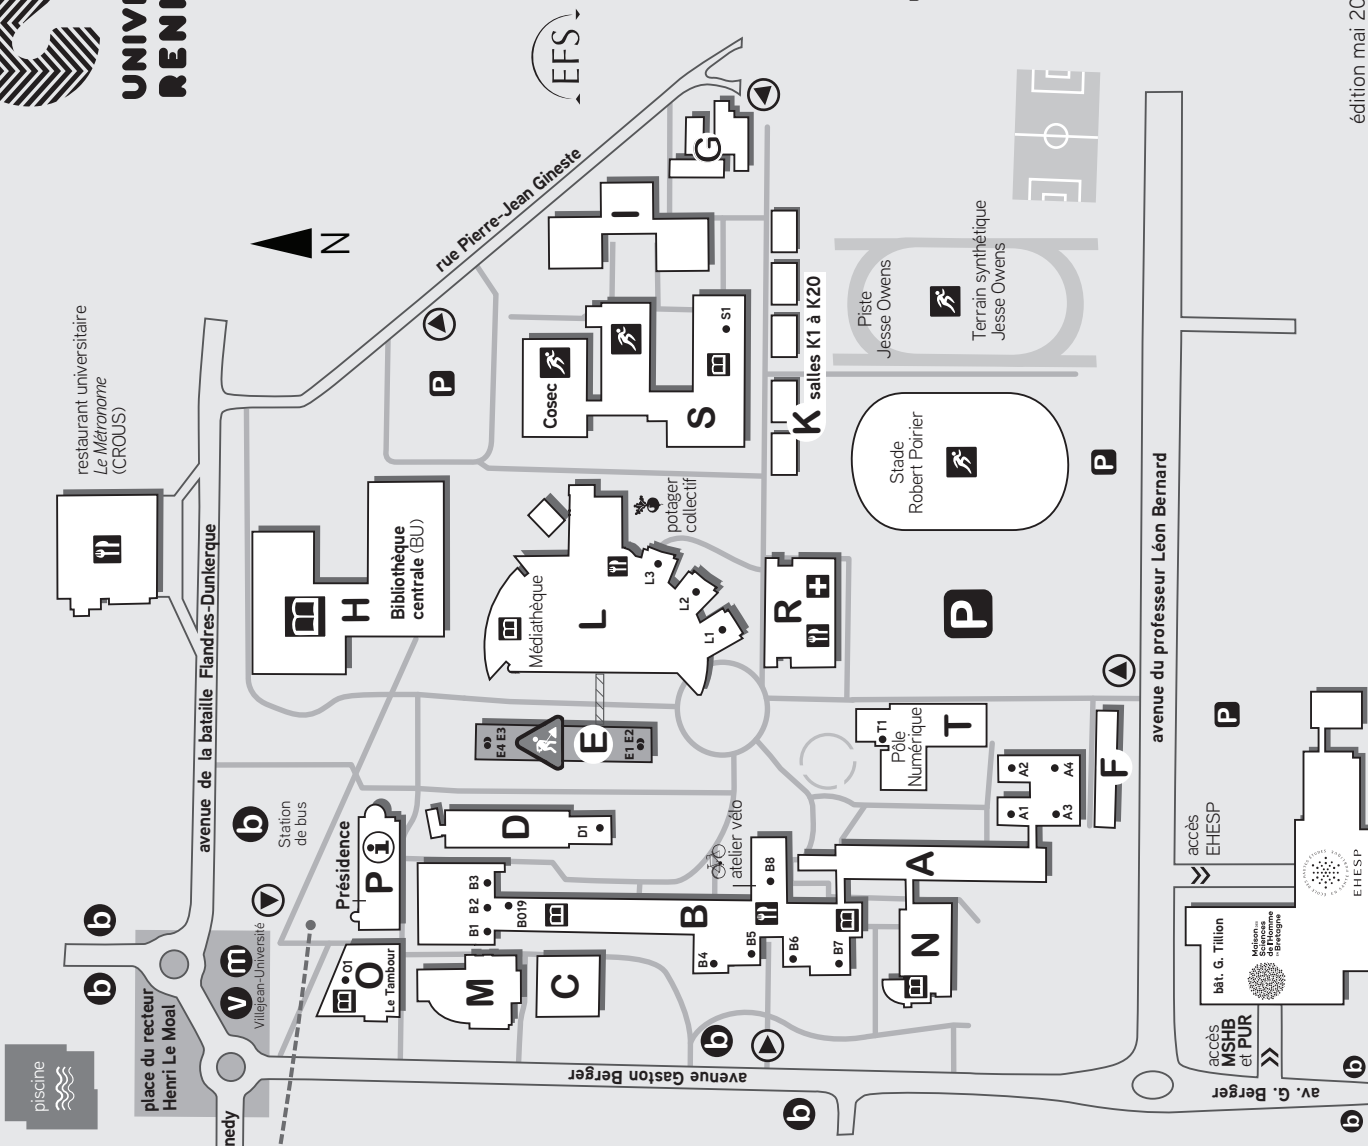 UNIVE
RENN
EFS
édition mai 20
N
rue Pierre-Jean Gineste
restaurant universitaire
Le Métronome
(CROUS)
avenue de la bataille Flandres-Dunkerque
G
I
P
Cosec
S
S1
K
salles K1 à K20
Piste
Jesse Owens
Terrain synthétique
Jesse Owens
Stade
Robert Poirier
P
H
Bibliothèque
centrale (BU)
potager
collectif
Médiathèque
L
L3
L2
L1
R
P
avenue du professeur Léon Bernard
E
E4 E3
E1 E2
T1
Pôle
Numérique
T
A2
A4
A1
A3
F
P
b
Station
de bus
Présidence
P
i
D
D1
atelier vélo
accès
EHESP
EHESP
B
B3
B2
B1
B019
B8
B4
B5
B6
B7
A
N
O
O1
Le Tambour
M
C
b
b
m
V
Villejean-Université
place du recteur
Henri Le Moal
piscine
nedy
avenue Gaston Berger
b
b
bât. G. Tillion
Maison des
Sciences
de l'Homme
en Bretagne
accès
MSHB
et PUR
av. G. Berger
b
b